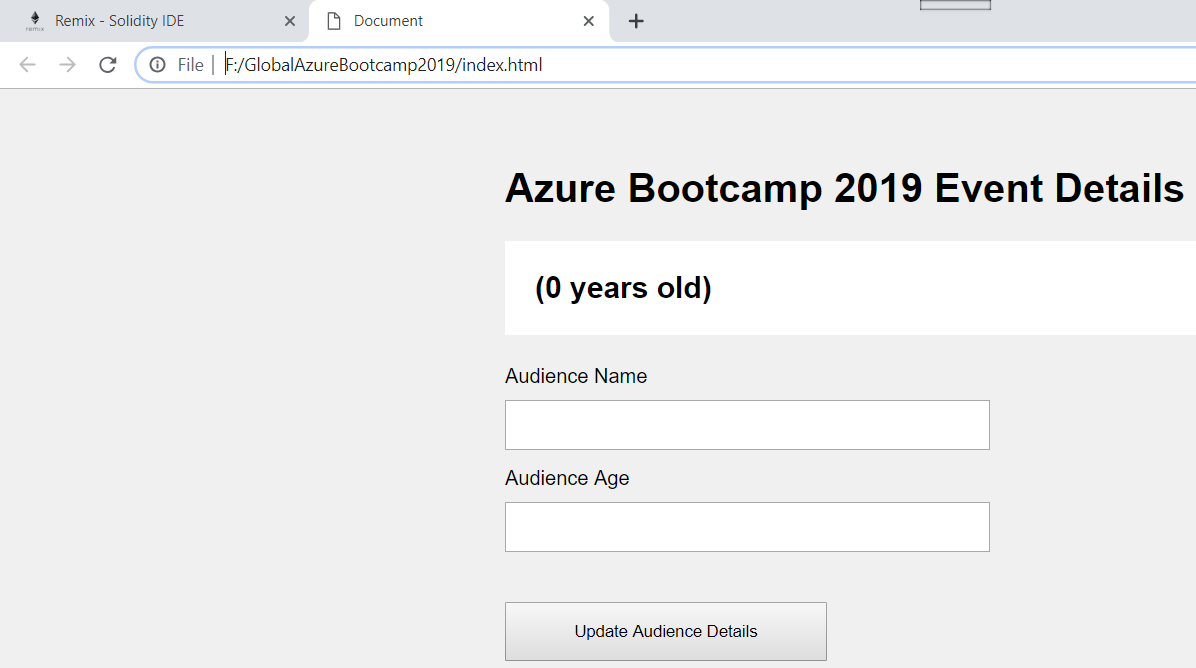 Remix - Solidity IDE
Document
remix
File | F:/GlobalAzureBootcamp2019/index.html
Azure Bootcamp 2019 Event Details
(0 years old)
Audience Name
Audience Age
Update Audience Details